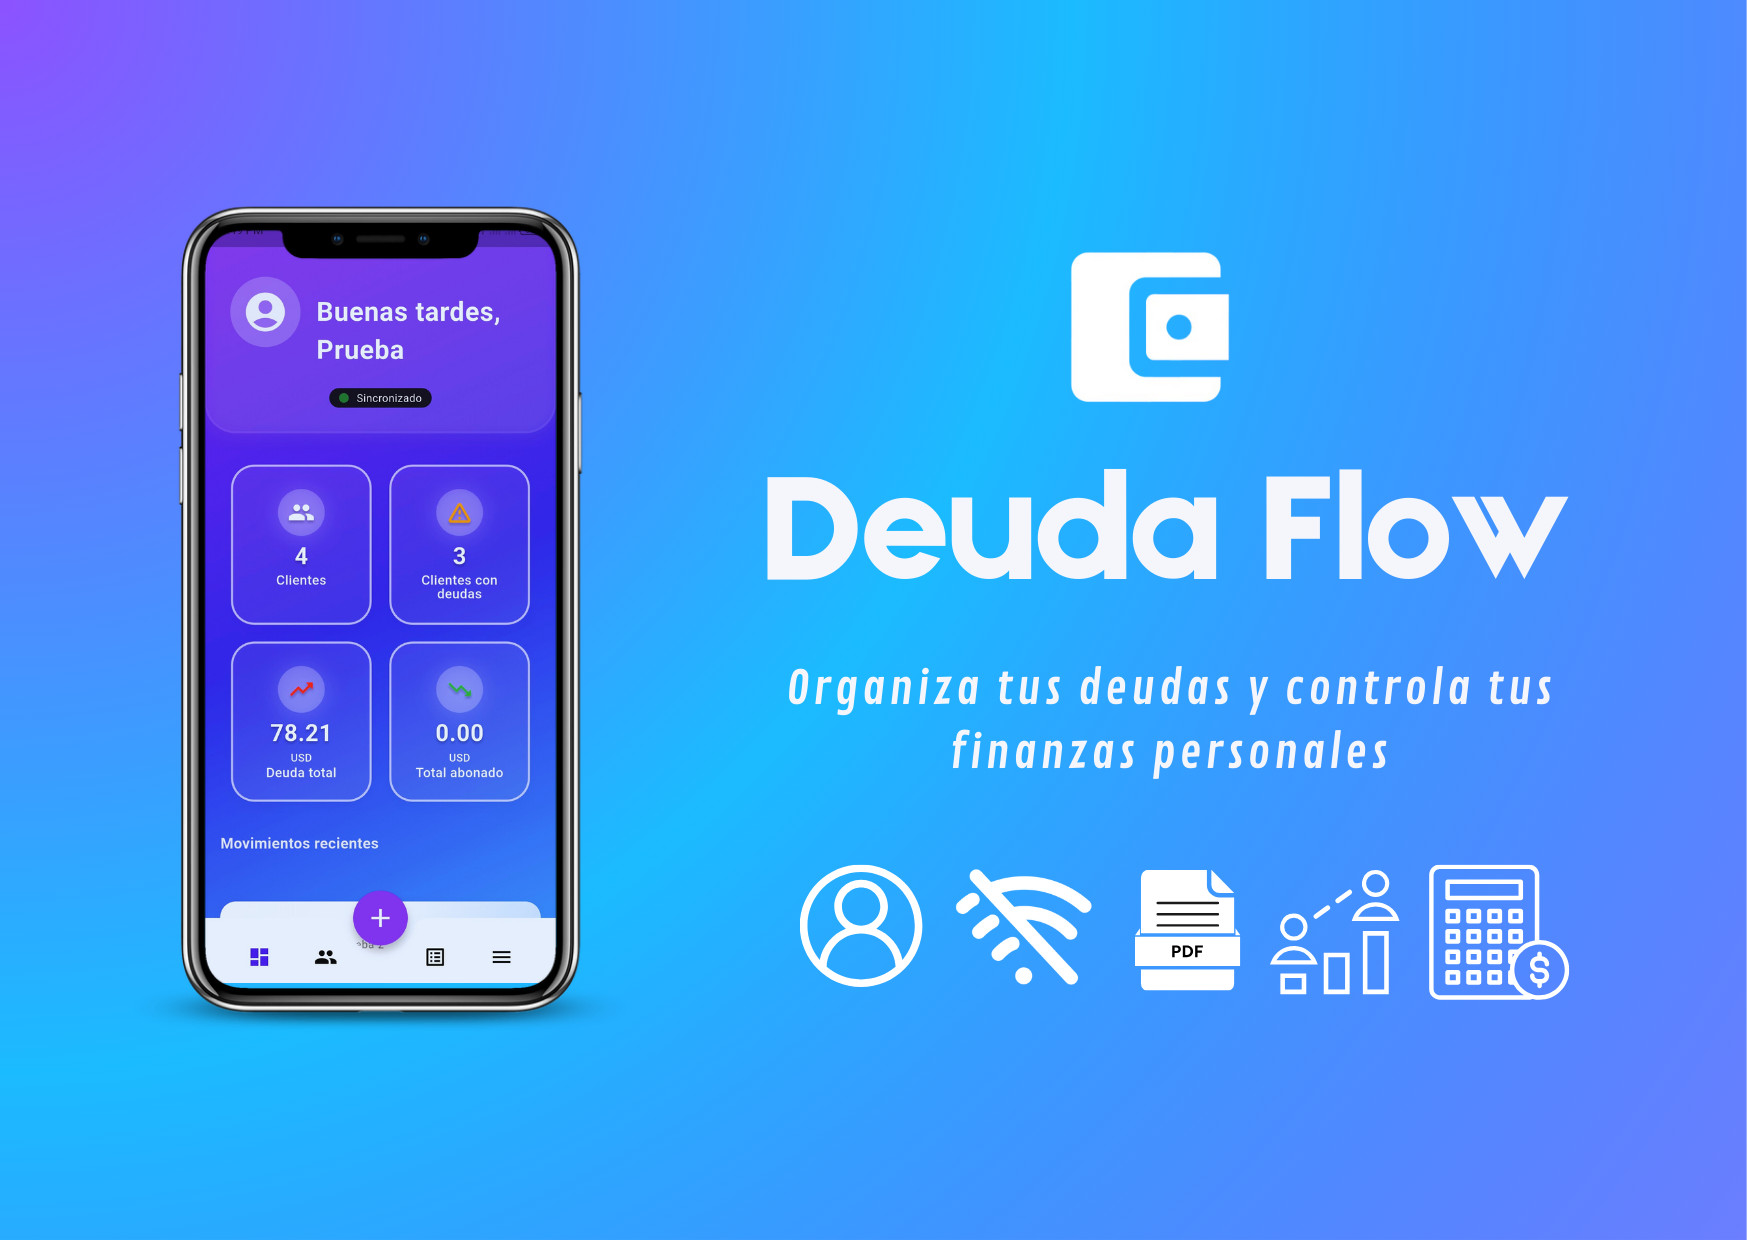 Buenas tardes,
Prueba
Sincronizado
4
Clientes
3
Clientes con
deudas
78.21
USD
Deuda total
0.00
USD
Total abonado
Movimientos recientes
+
Deuda Flow
Organiza tus deudas y controla tus
finanzas personales
PDF
$